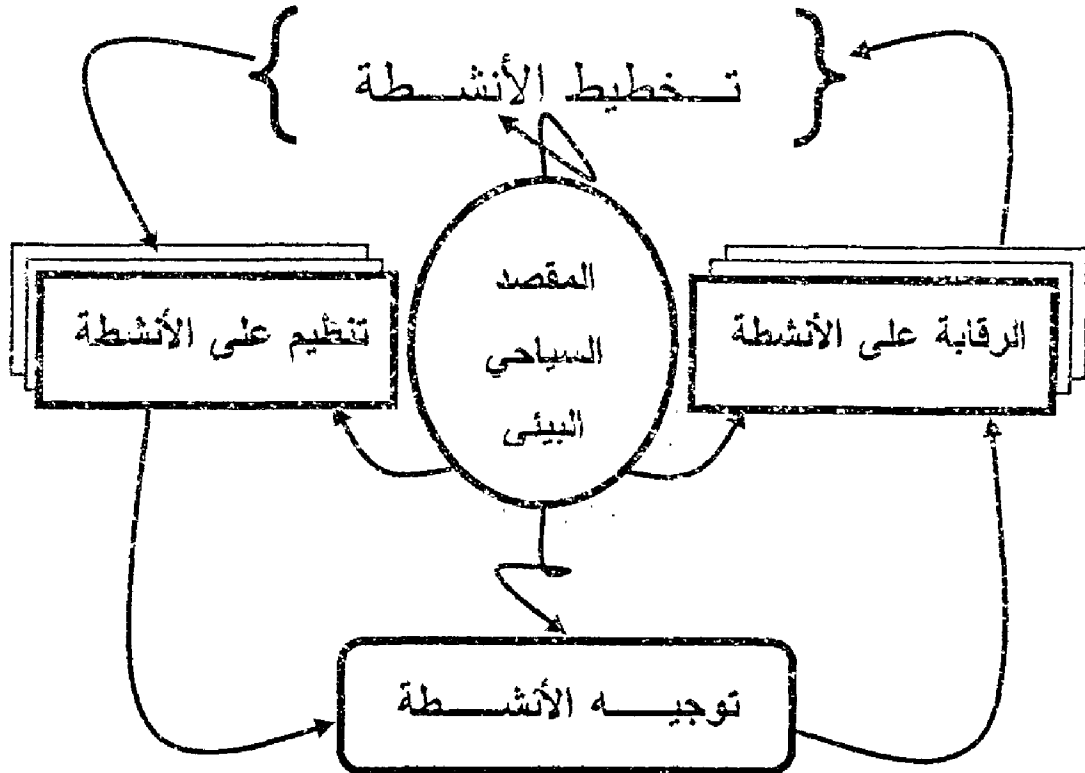 تخطيط الأنشطة
المقصد
السياحي
البيئى
الرقابة على الأنشطة
تنظيم على الأنشطة
توجيه الأنشطة